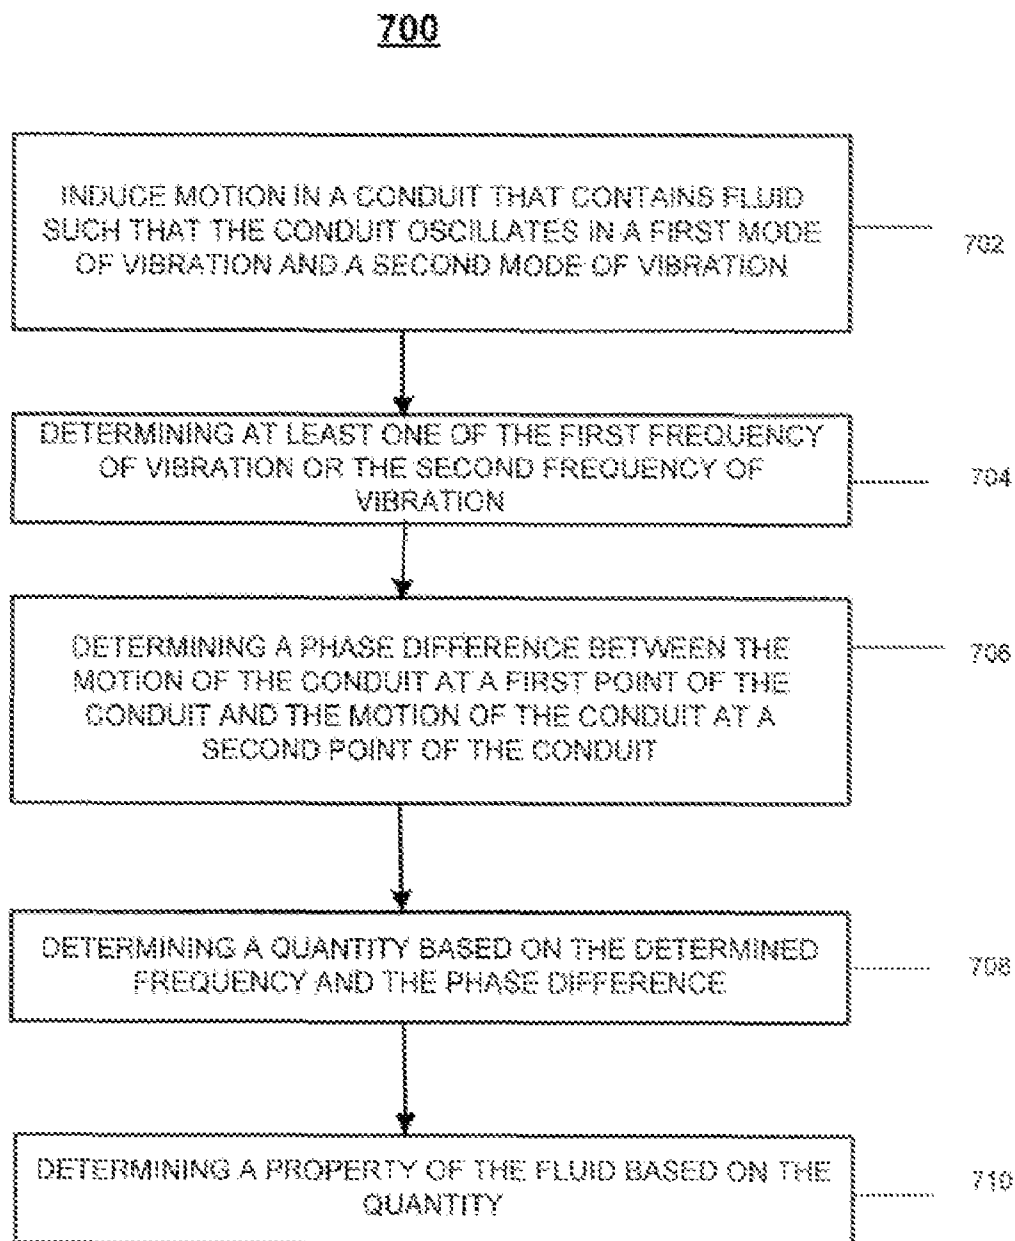 700
INDUCE MOTION IN A CONDUIT THAT CONTAINS FLUID
SUCH THAT THE CONDUIT OSCILLATES IN A FIRST MODE
OF VIBRATION AND A SECOND MODE OF VIBRATION
702
DETERMINING AT LEAST ONE OF THE FIRST FREQUENCY
OF VIBRATION OR THE SECOND FREQUENCY OF
VIBRATION
704
DETERMINING A PHASE DIFFERENCE BETWEEN THE
MOTION OF THE CONDUIT AT A FIRST POINT OF THE
CONDUIT AND THE MOTION OF THE CONDUIT AT A
SECOND POINT OF THE CONDUIT
706
DETERMINING A QUANTITY BASED ON THE DETERMINED
FREQUENCY AND THE PHASE DIFFERENCE
708
DETERMINING A PROPERTY OF THE FLUID BASED ON THE
QUANTITY
710